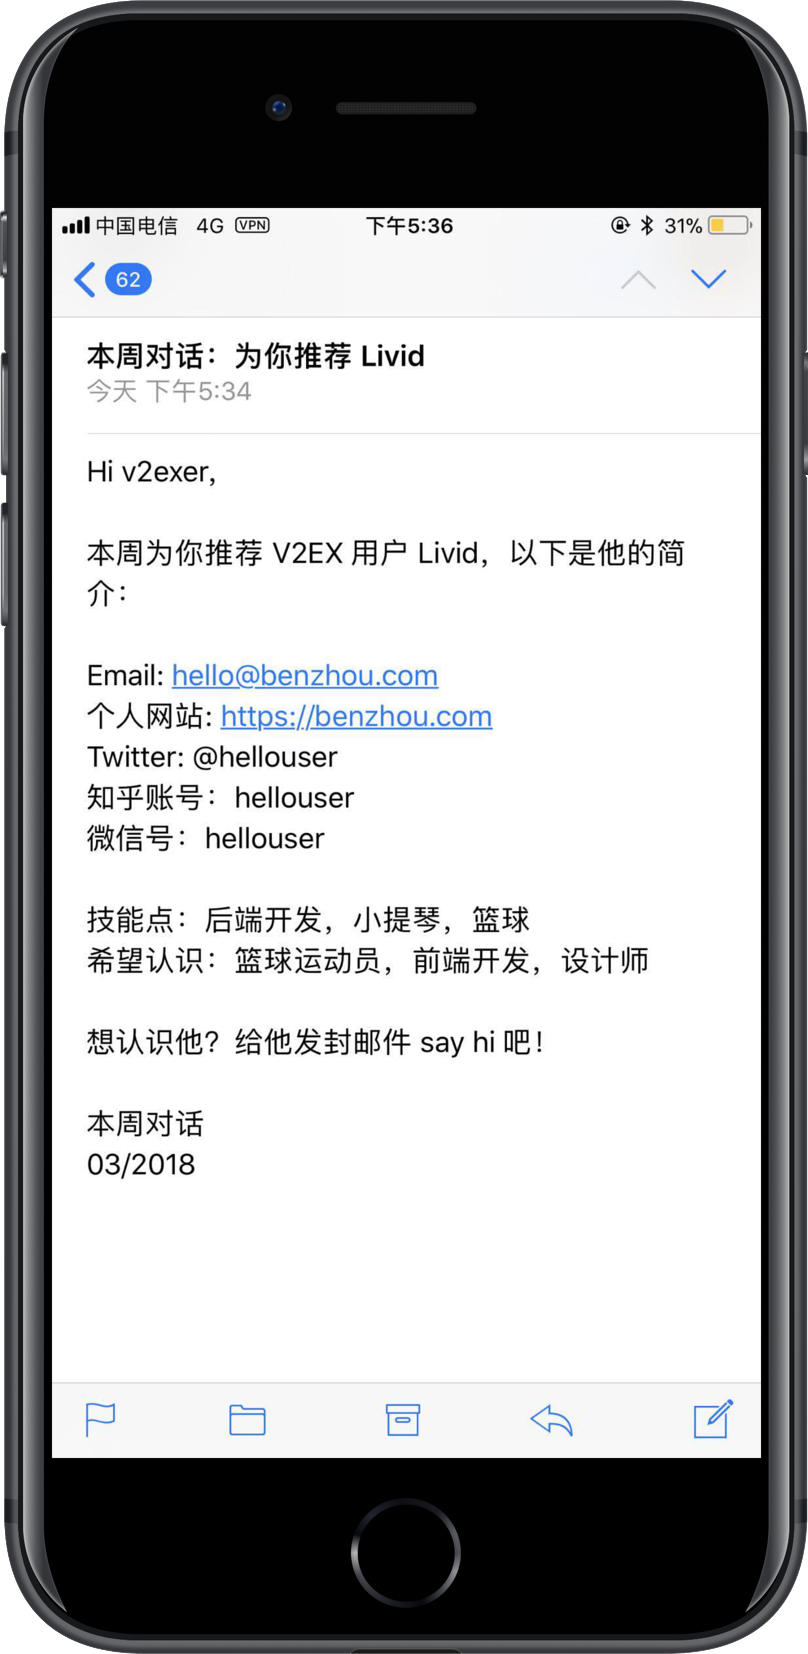 中国电信 4G VPN 下午5:36 31%
62
本周对话：为你推荐 Livid
今天 下午5:34
Hi v2exer,
本周为你推荐 V2EX 用户 Livid，以下是他的简
介：
Email: hello@benzhou.com
个人网站: https://benzhou.com
Twitter: @hellouser
知乎账号：hellouser
微信号：hellouser
技能点：后端开发，小提琴，篮球
希望认识：篮球运动员，前端开发，设计师
想认识他？给他发封邮件 say hi 吧！
本周对话
03/2018